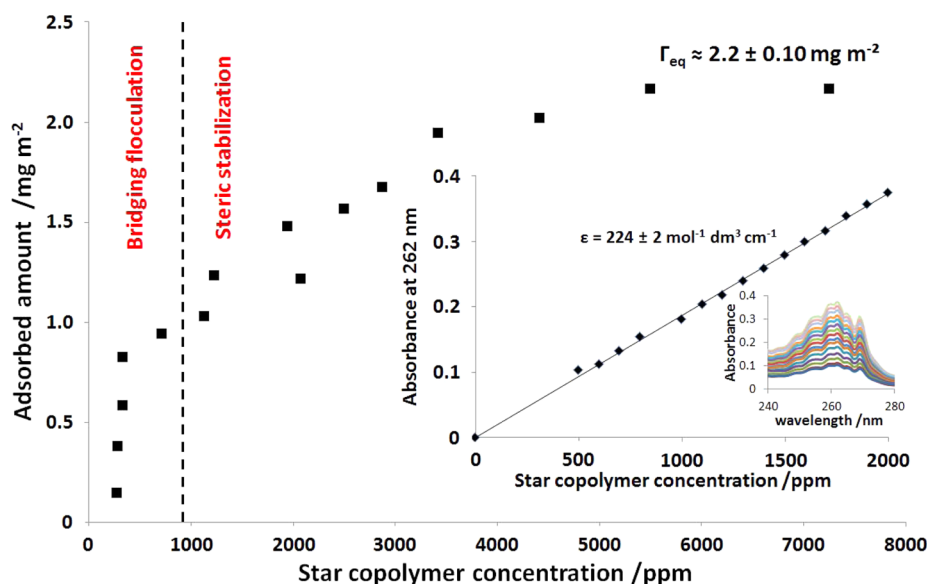 2.5
2.0
1.5
1.0
0.5
0
Adsorbed amount /mg m⁻²
Bridging flocculation
Steric stabilization
Γeq ≈ 2.2 ± 0.10 mg m⁻²
0.4
0.3
0.2
0.1
0
Absorbance at 262 nm
ε = 224 ± 2 mol⁻¹ dm³ cm⁻¹
0.4
0.3
0.2
0.1
0
Absorbance
240 260 280
wavelength /nm
0 500 1000 1500 2000
Star copolymer concentration /ppm
0 1000 2000 3000 4000 5000 6000 7000 8000
Star copolymer concentration /ppm